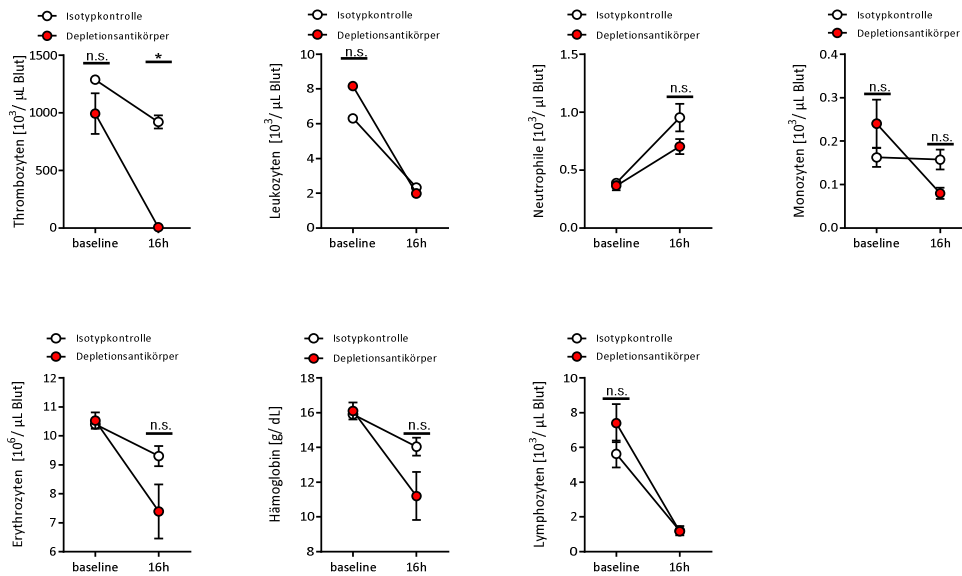 Isotypkontrolle
Depletionsantikörper
n.s.
*
Thrombozyten [10³/ µL Blut]
1500
1000
500
0
baseline 16h
Isotypkontrolle
Depletionsantikörper
n.s.
Leukozyten [10³/ µL Blut]
10
8
6
4
2
0
baseline 16h
Isotypkontrolle
Depletionsantikörper
n.s.
Neutrophile [10³/ µl Blut]
1.5
1.0
0.5
0.0
baseline 16h
Isotypkontrolle
Depletionsantikörper
n.s.
n.s.
Monozyten [10³/ µL Blut]
0.4
0.3
0.2
0.1
0.0
baseline 16h
Isotypkontrolle
Depletionsantikörper
n.s.
Erythrozyten [10⁶/ µL Blut]
12
11
10
9
8
7
6
baseline 16h
Isotypkontrolle
Depletionsantikörper
n.s.
Hämoglobin [g/ dL]
18
16
14
12
10
8
baseline 16h
Isotypkontrolle
Depletionsantikörper
n.s.
Lymphozyten [10³/ µL Blut]
10
8
6
4
2
0
baseline 16h